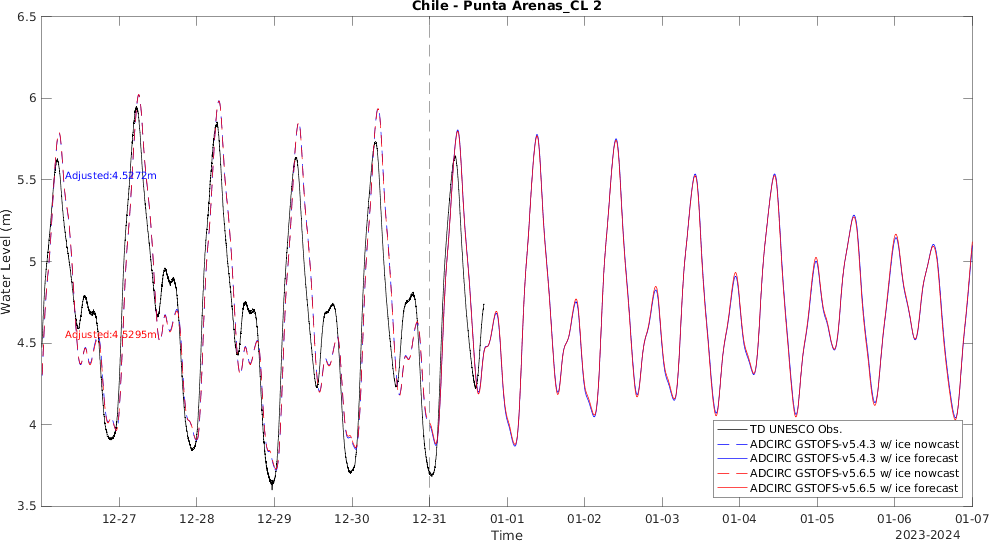 Chile - Punta Arenas_CL 2
6.5
6
5.5
5
4.5
4
3.5
Water Level (m)
Adjusted:4.5272m
Adjusted:4.5295m
TD UNESCO Obs.
ADCIRC GSTOFS-v5.4.3 w/ ice nowcast
ADCIRC GSTOFS-v5.4.3 w/ ice forecast
ADCIRC GSTOFS-v5.6.5 w/ ice nowcast
ADCIRC GSTOFS-v5.6.5 w/ ice forecast
12-27 12-28 12-29 12-30 12-31 01-01 01-02 01-03 01-04 01-05 01-06 01-07
Time
2023-2024